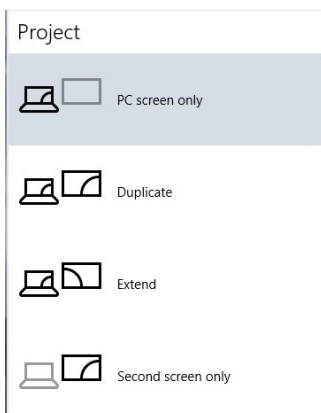 Project
PC screen only
Duplicate
Extend
Second screen only